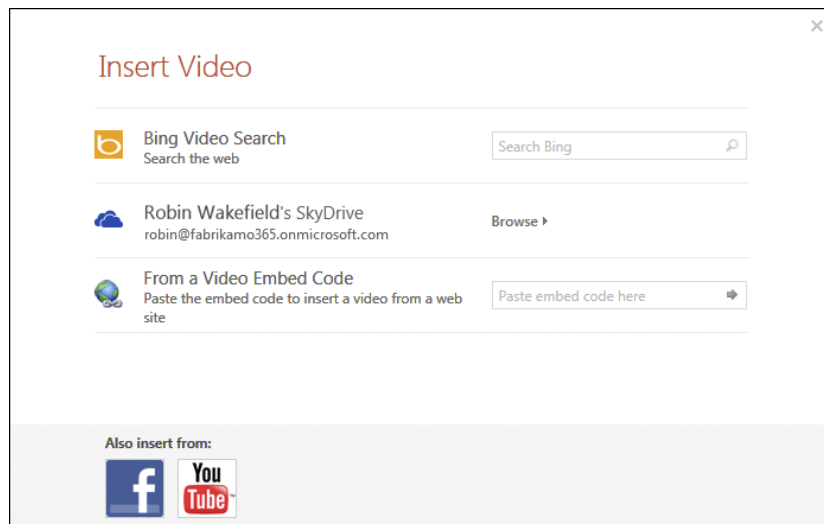 Insert Video
Bing Video Search
Search the web
Search Bing
Robin Wakefield's SkyDrive
robin@fabrikamo365.onmicrosoft.com
Browse
From a Video Embed Code
Paste the embed code to insert a video from a web
site
Paste embed code here
Also insert from:
f
You
Tube